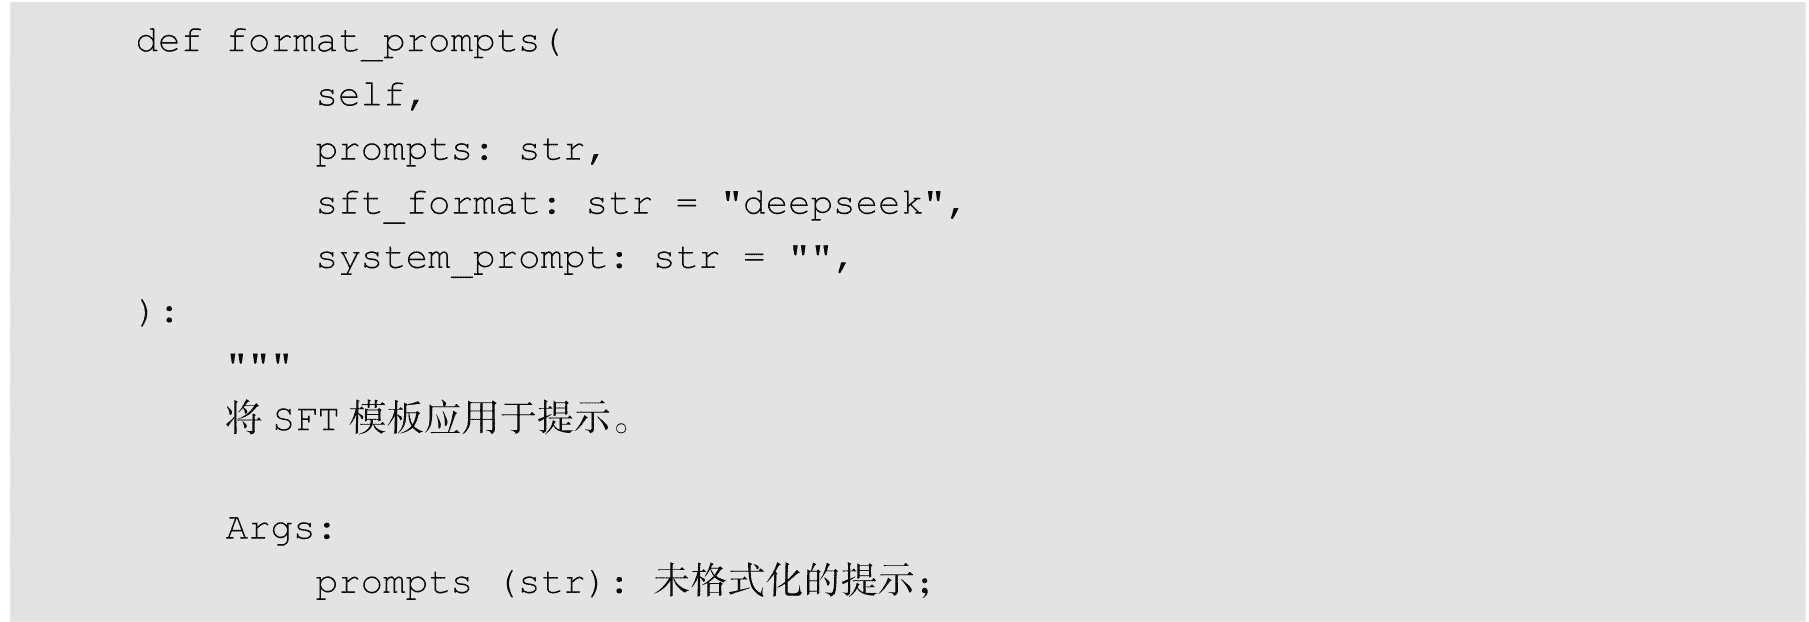 def format_prompts(
self,
prompts: str,
sft_format: str = "deepseek",
system_prompt: str = "",
):
"""
将 SFT 模板应用于提示。
Args:
prompts (str): 未格式化的提示;